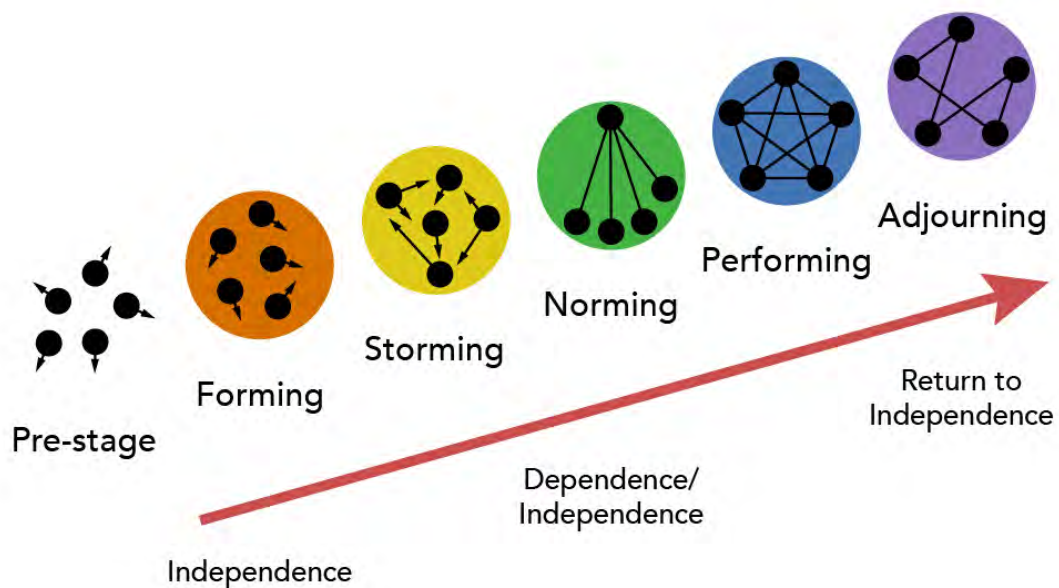 Pre-stage
Forming
Storming
Norming
Performing
Adjourning
Independence
Dependence/
Independence
Return to
Independence